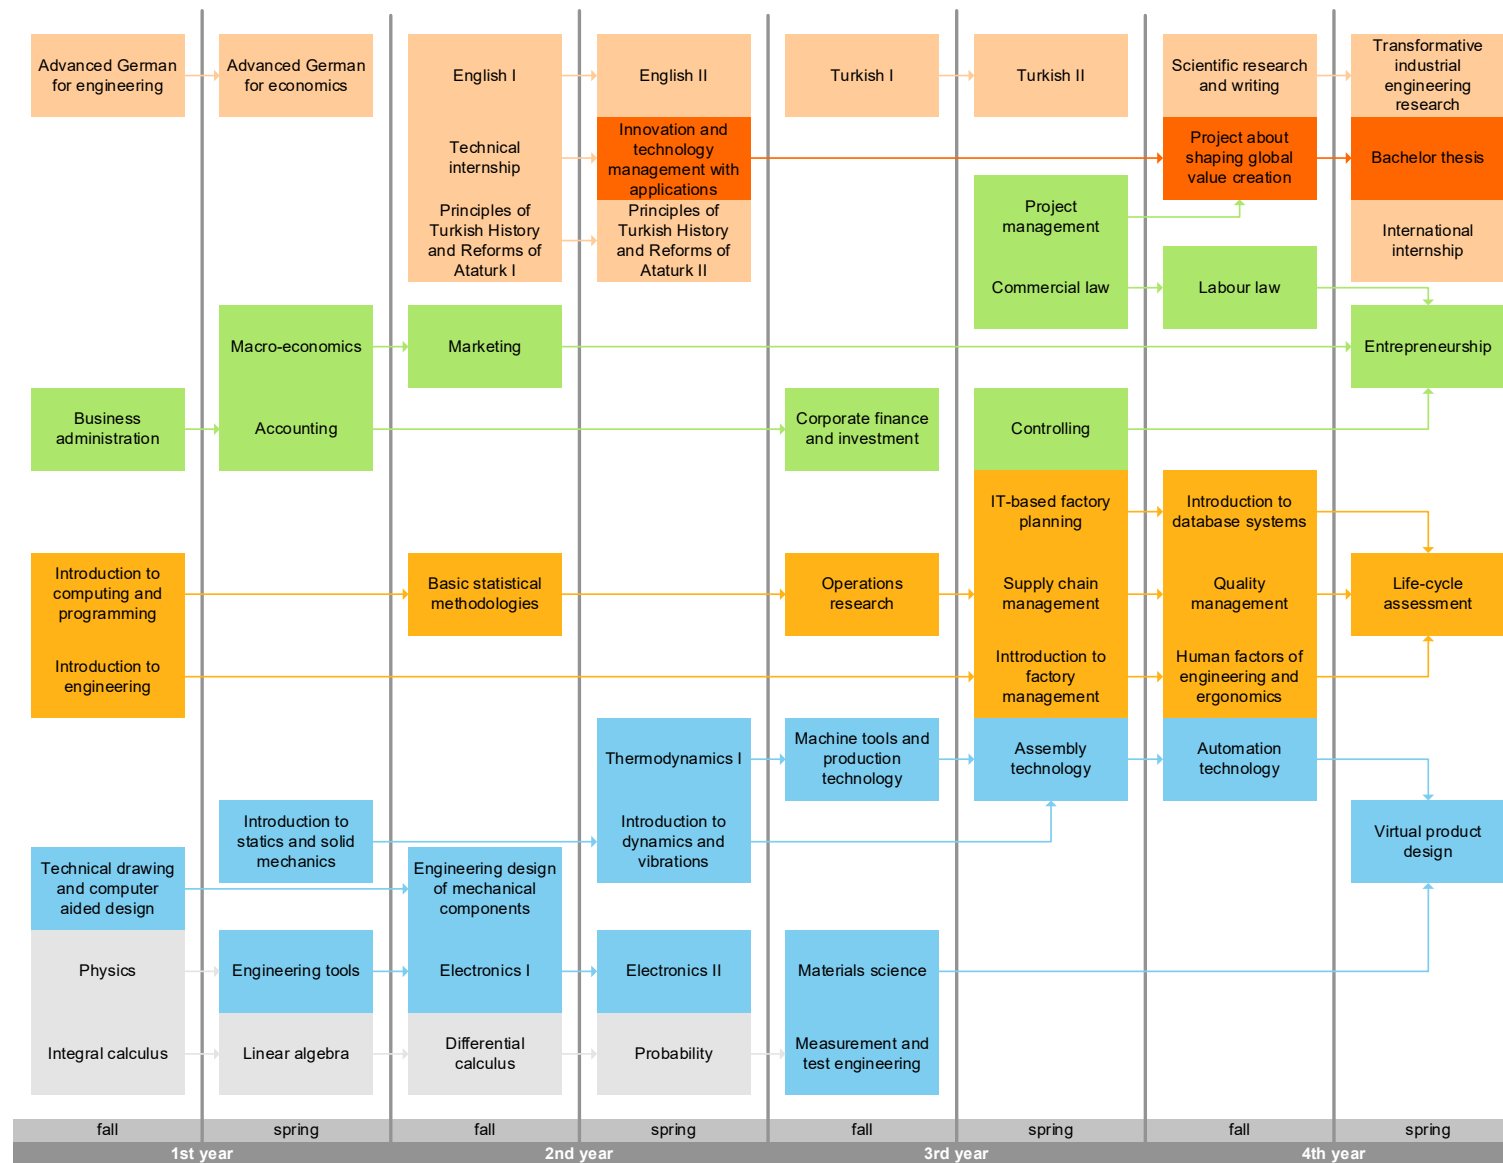 Advanced German
for engineering
Advanced German
for economics
English I
English II
Turkish I
Turkish II
Scientific research
and writing
Transformative
industrial
engineering
research
Technical
internship
Innovation and
technology
management with
applications
Project about
shaping global
value creation
Bachelor thesis
Principles of
Turkish History
and Reforms of
Ataturk I
Principles of
Turkish History
and Reforms of
Ataturk II
Project
management
International
internship
Commercial law
Labour law
Macro-economics
Marketing
Entrepreneurship
Business
administration
Accounting
Corporate finance
and investment
Controlling
IT-based factory
planning
Introduction to
database systems
Introduction to
computing and
programming
Basic statistical
methodologies
Operations
research
Supply chain
management
Quality
management
Life-cycle
assessment
Introduction to
engineering
Inttroduction to
factory
management
Human factors of
engineering and
ergonomics
Thermodynamics I
Machine tools and
production
technology
Assembly
technology
Automation
technology
Introduction to
statics and solid
mechanics
Introduction to
dynamics and
vibrations
Virtual product
design
Technical drawing
and computer
aided design
Engineering design
of mechanical
components
Physics
Engineering tools
Electronics I
Electronics II
Materials science
Integral calculus
Linear algebra
Differential
calculus
Probability
Measurement and
test engineering
fall
spring
fall
spring
fall
spring
fall
spring
1st year
2nd year
3rd year
4th year